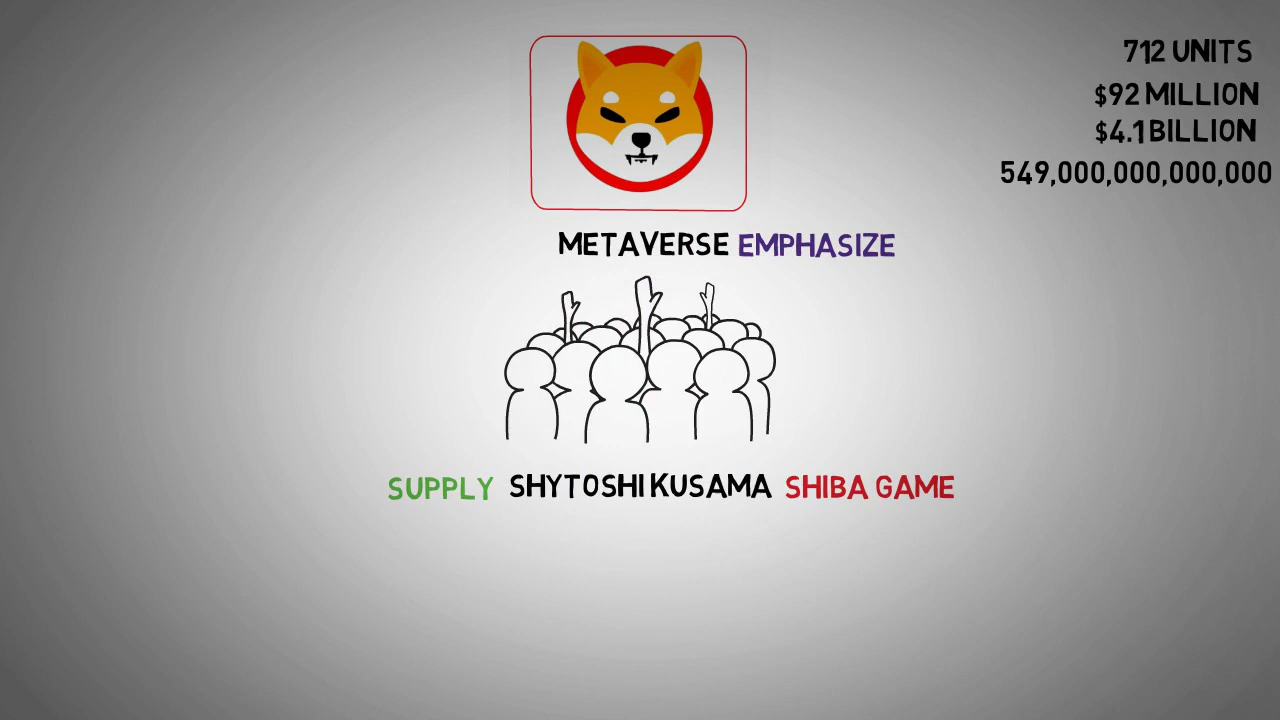 712 UNITS
$92 MILLION
$4.1 BILLION
549,000,000,000,000
METAVERSE EMPHASIZE
SUPPLY SHYTOSHI KUSAMA SHIBA GAME